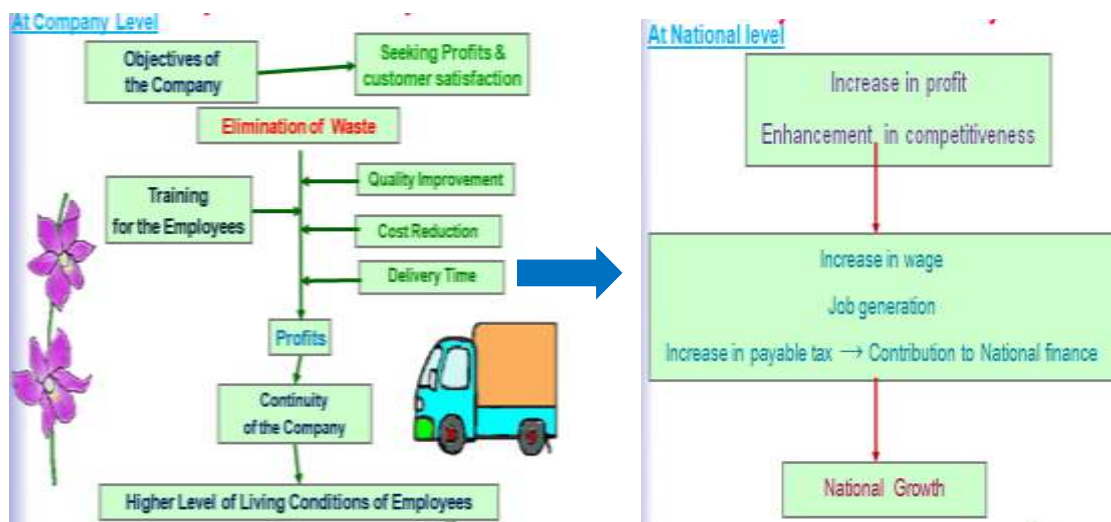 At Company Level
Objectives of
the Company
Seeking Profits &
customer satisfaction
Elimination of Waste
Quality Improvement
Training
for the Employees
Cost Reduction
Delivery Time
Profits
Continuity
of the Company
Higher Level of Living Conditions of Employees
At National level
Increase in profit
Enhancement in competitiveness
Increase in wage
Job generation
Increase in payable tax → Contribution to National finance
National Growth